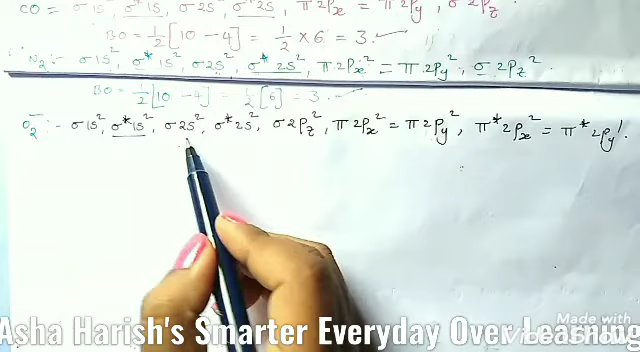 CO = σ1s², σ*1s², σ2s², σ*2s², π2Pₓ² = π2Py², σ2Pz²
BO = 1/2 [10 - 4] = 1/2 × 6 = 3.
N₂ :- σ1s², σ*1s², σ2s², σ*2s², π2Pₓ² = π2Py², σ2Pz².
BO = 1/2 [10 - 4] = 1/2 [6] = 3.
O₂⁻ :- σ1s², σ*1s², σ2s², σ*2s², σ2Pz², π2Pₓ² = π2Py², π*2Pₓ² = π*2Py¹.
Made with
VideoShow
Asha Harish's Smarter Everyday Over Learning